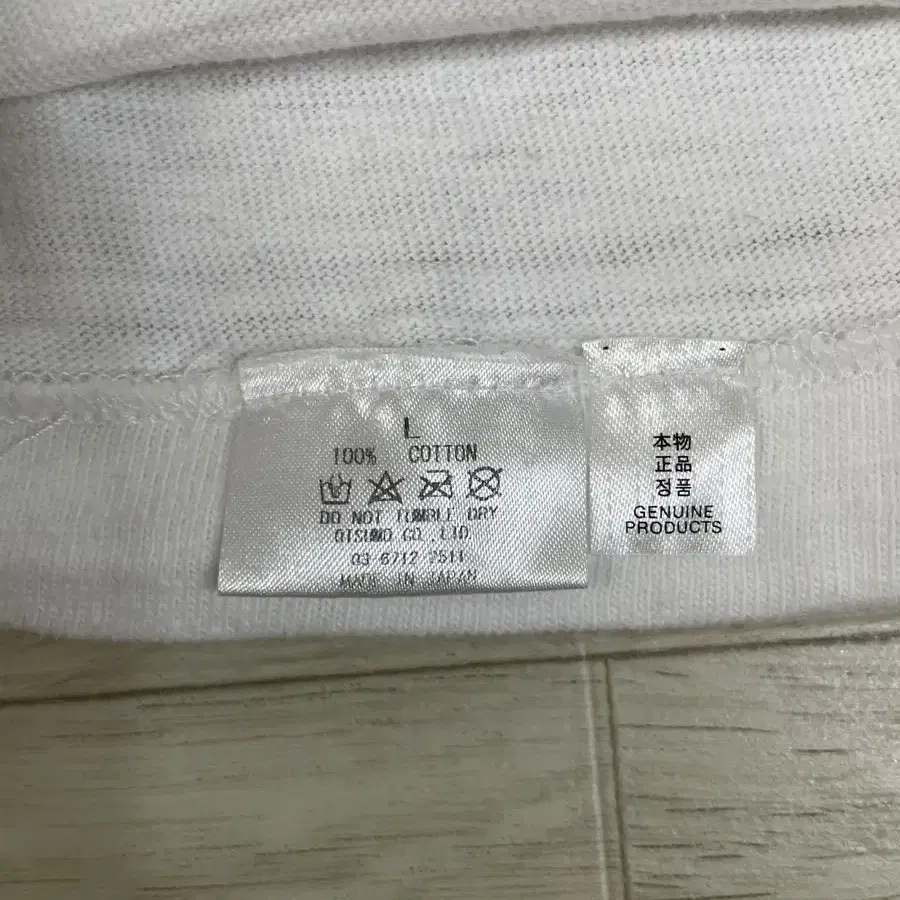 L
100% COTTON
DO NOT TUMBLE DRY
OTSUMO CO.,LTD.
03-6712-2511
MADE IN JAPAN
本物
正品
정품
GENUINE
PRODUCTS